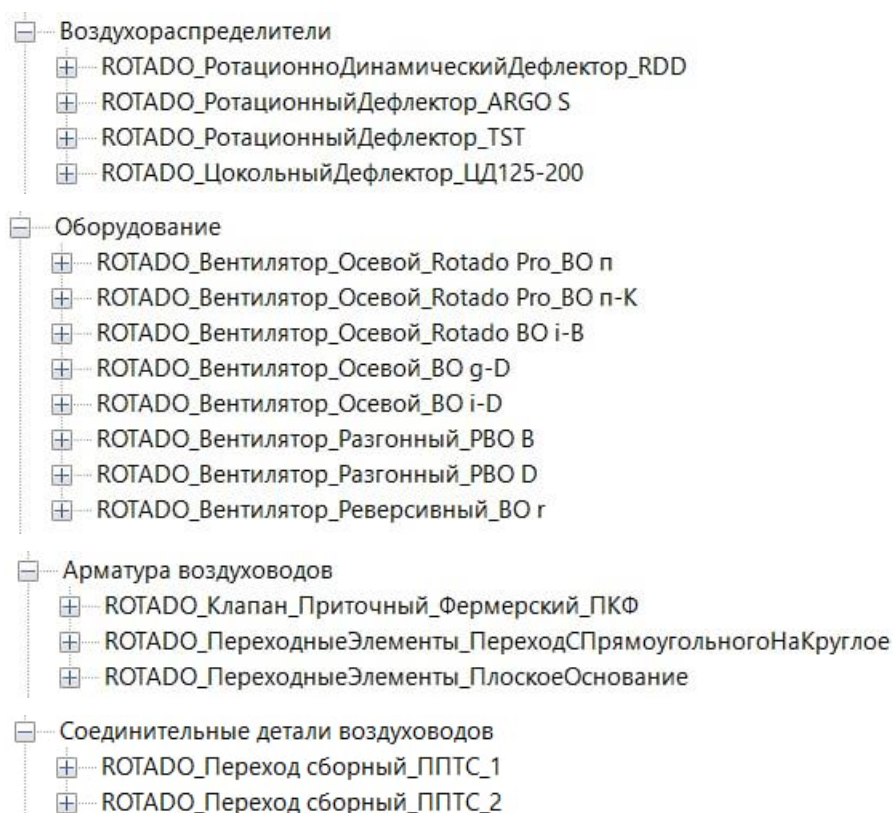 Воздухораспределители
ROTADO_РотационноДинамическийДефлектор_RDD
ROTADO_РотационныйДефлектор_ARGO S
ROTADO_РотационныйДефлектор_TST
ROTADO_ЦокольныйДефлектор_ЦД125-200
Оборудование
ROTADO_Вентилятор_Осевой_Rotado Pro_ВО п
ROTADO_Вентилятор_Осевой_Rotado Pro_ВО п-К
ROTADO_Вентилятор_Осевой_Rotado ВО i-B
ROTADO_Вентилятор_Осевой_ВО g-D
ROTADO_Вентилятор_Осевой_ВО i-D
ROTADO_Вентилятор_Разгонный_РВО B
ROTADO_Вентилятор_Разгонный_РВО D
ROTADO_Вентилятор_Реверсивный_ВО r
Арматура воздуховодов
ROTADO_Клапан_Приточный_Фермерский_ПКФ
ROTADO_ПереходныеЭлементы_ПереходСПрямоугольногоНаКруглое
ROTADO_ПереходныеЭлементы_ПлоскоеОснование
Соединительные детали воздуховодов
ROTADO_Переход сборный_ППТС_1
ROTADO_Переход сборный_ППТС_2